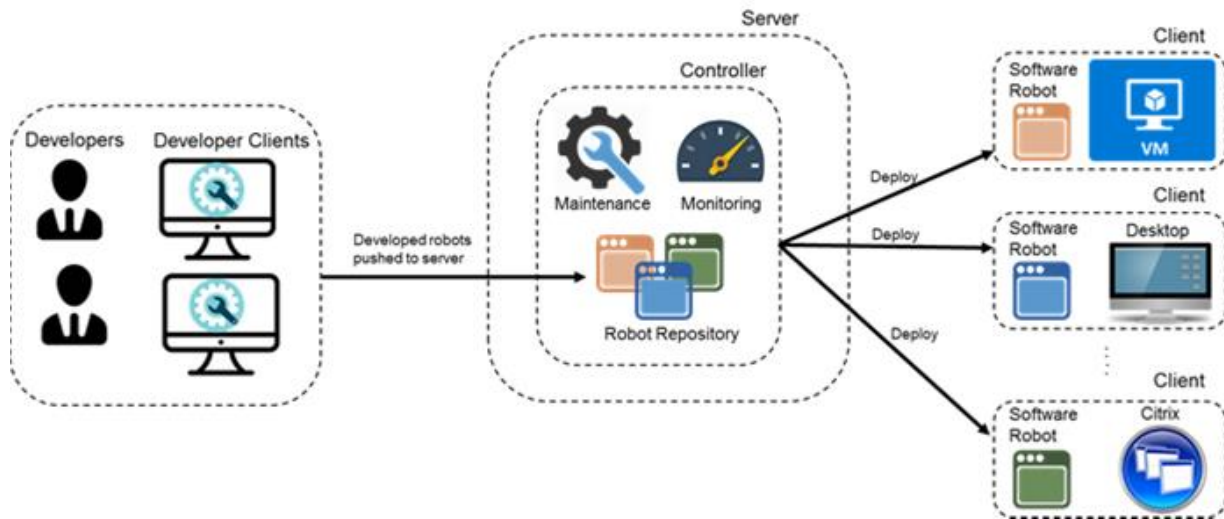 Server
Client
Controller
Software
Robot
VM
Developers
Developer Clients
Maintenance
Monitoring
Deploy
Developed robots
pushed to server
Deploy
Client
Software
Robot
Desktop
Robot Repository
Deploy
Client
Software
Robot
Citrix